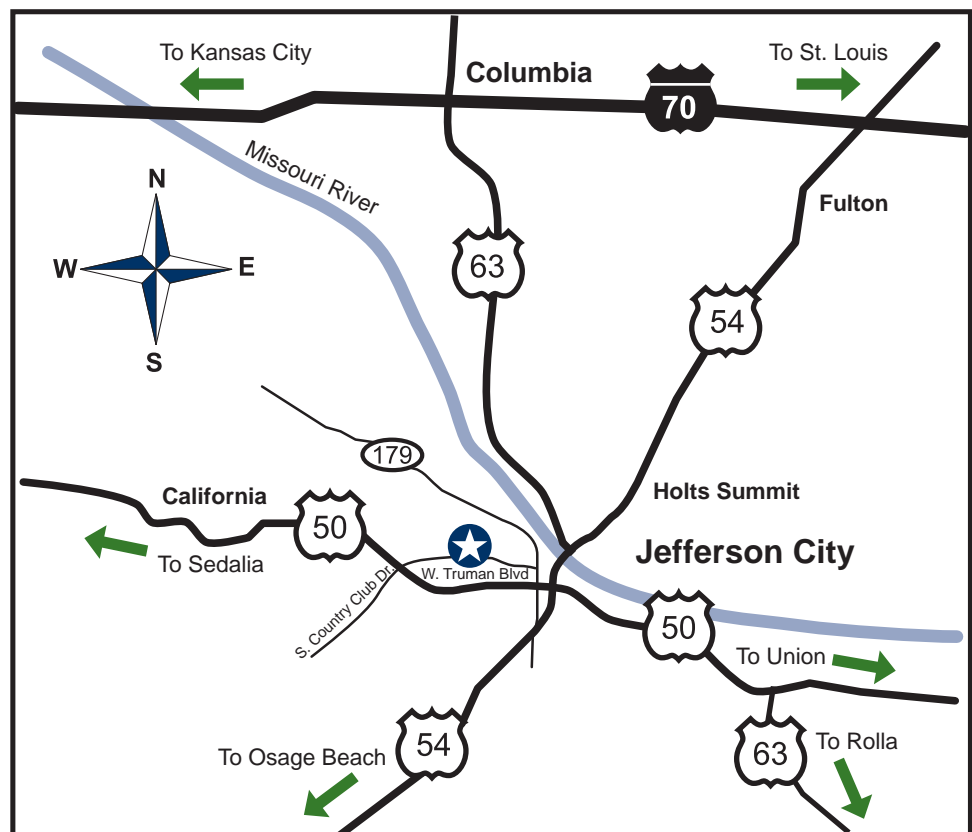 To Kansas City
To St. Louis
Columbia
70
Missouri River
N
Fulton
W
E
63
54
S
179
California
Holts Summit
50
Jefferson City
To Sedalia
W. Truman Blvd
S. Country Club Dr.
50
To Union
54
To Osage Beach
63
To Rolla